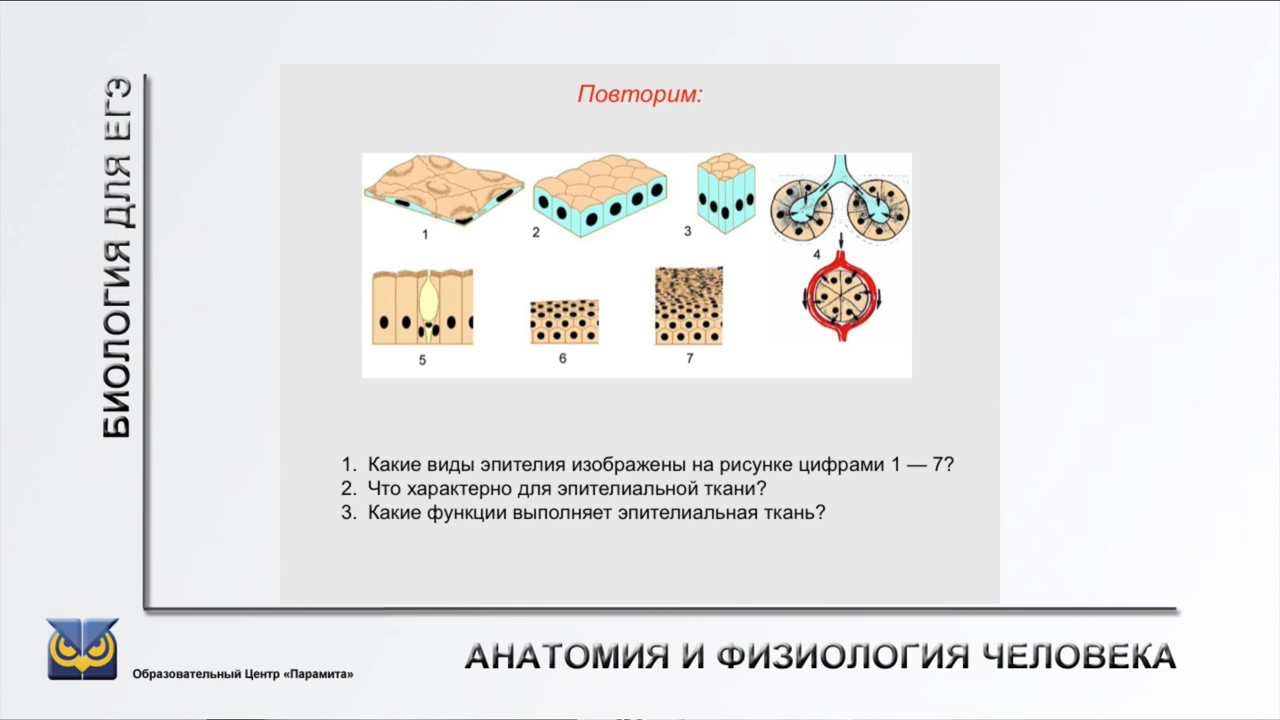 БИОЛОГИЯ ДЛЯ ЕГЭ
Повторим:
1
2
3
4
5
6
7
1. Какие виды эпителия изображены на рисунке цифрами 1 — 7?
2. Что характерно для эпителиальной ткани?
3. Какие функции выполняет эпителиальная ткань?
АНАТОМИЯ И ФИЗИОЛОГИЯ ЧЕЛОВЕКА
Образовательный Центр «Парамита»